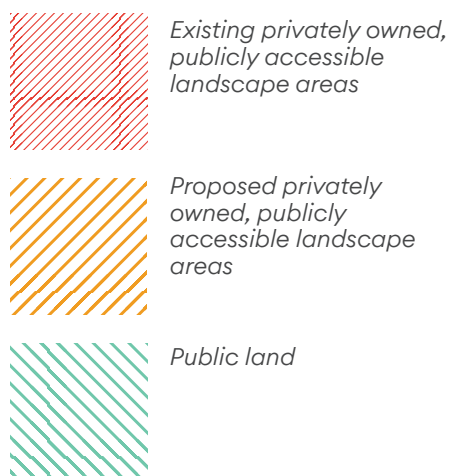 Existing privately owned,
publicly accessible
landscape areas
Proposed privately
owned, publicly
accessible landscape
areas
Public land